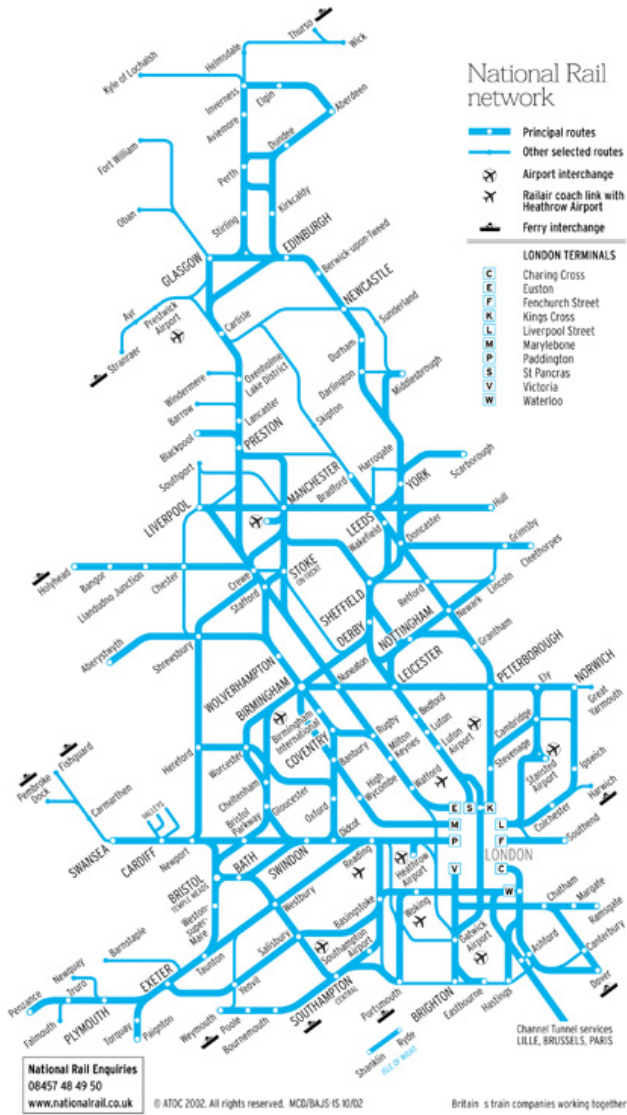 Thurso
Wick
Helmsdale
Kyle of Lochalsh
Inverness
Elgin
Aberdeen
Aviemore
Dundee
Fort William
Perth
Oban
Stirling
Kirkcaldy
GLASGOW
EDINBURGH
Berwick-upon-Tweed
NEWCASTLE
Sunderland
Ayr
Prestwick
Airport
Stranraer
Carlisle
Durham
Darlington
Middlesbrough
Windermere
Oxenholme
Lake District
Barrow
Lancaster
Skipton
Blackpool
PRESTON
Southport
MANCHESTER
Bradford
Harrogate
YORK
Scarborough
LIVERPOOL
LEEDS
Wakefield
Hull
Doncaster
Grimsby
Cleethorpes
Holyhead
Bangor
Llandudno Junction
Chester
Crewe
STOKE
ON TRENT
Stafford
SHEFFIELD
Retford
Lincoln
DERBY
NOTTINGHAM
Newark
Grantham
Aberystwyth
Shrewsbury
WOLVERHAMPTON
BIRMINGHAM
Nuneaton
LEICESTER
PETERBOROUGH
Ely
NORWICH
Great
Yarmouth
Birmingham
International
COVENTRY
Rugby
Bedford
Luton
Luton
Airport
Cambridge
Milton
Keynes
Watford
Stevenage
Stansted
Airport
Ipswich
Harwich
Hereford
Worcester
Banbury
High
Wycombe
Cheltenham
Gloucester
Oxford
Didcot
Colchester
Southend
Pembroke
Dock
Fishguard
Carmarthen
VALLEYS
SWANSEA
CARDIFF
Newport
Bristol
Parkway
BATH
SWINDON
Reading
Heathrow
Airport
E S K
M
P
V
L
F
LONDON
C
W
BRISTOL
TEMPLE MEADS
Weston-
super-
Mare
Westbury
Basingstoke
Woking
Gatwick
Airport
Chatham
Margate
Ramsgate
Canterbury
Ashford
Dover
Barnstaple
Taunton
Salisbury
Southampton
Airport
Newquay
EXETER
Yeovil
SOUTHAMPTON
CENTRAL
Portsmouth
BRIGHTON
Eastbourne
Hastings
Penzance
Truro
Falmouth
PLYMOUTH
Torquay
Paignton
Weymouth
Poole
Bournemouth
Shanklin
Ryde
ISLE OF WIGHT
Channel Tunnel services
LILLE, BRUSSELS, PARIS
National Rail
network
Principal routes
Other selected routes
Airport interchange
Railair coach link with
Heathrow Airport
Ferry interchange
LONDON TERMINALS
C Charing Cross
E Euston
F Fenchurch Street
K Kings Cross
L Liverpool Street
M Marylebone
P Paddington
S St Pancras
V Victoria
W Waterloo
National Rail Enquiries
08457 48 49 50
www.nationalrail.co.uk
© ATOC 2002. All rights reserved. MCD/BAJS·IS 10/02
Britain s train companies working together